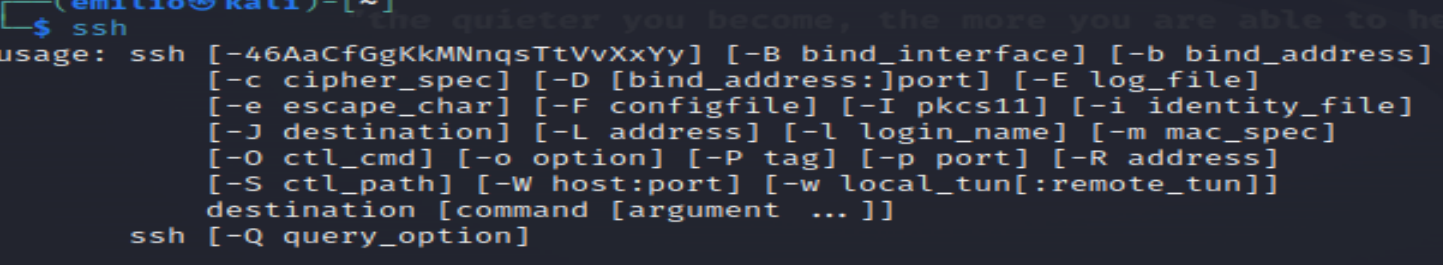 (emilio㉿kali)-[~]
"the quieter you become, the more you are able to he
$ ssh
usage: ssh [-46AaCfGgKkMNnqsTtVvXxYy] [-B bind_interface] [-b bind_address]
[-c cipher_spec] [-D [bind_address:]port] [-E log_file]
[-e escape_char] [-F configfile] [-I pkcs11] [-i identity_file]
[-J destination] [-L address] [-l login_name] [-m mac_spec]
[-O ctl_cmd] [-o option] [-P tag] [-p port] [-R address]
[-S ctl_path] [-W host:port] [-w local_tun[:remote_tun]]
destination [command [argument ...]]
ssh [-Q query_option]